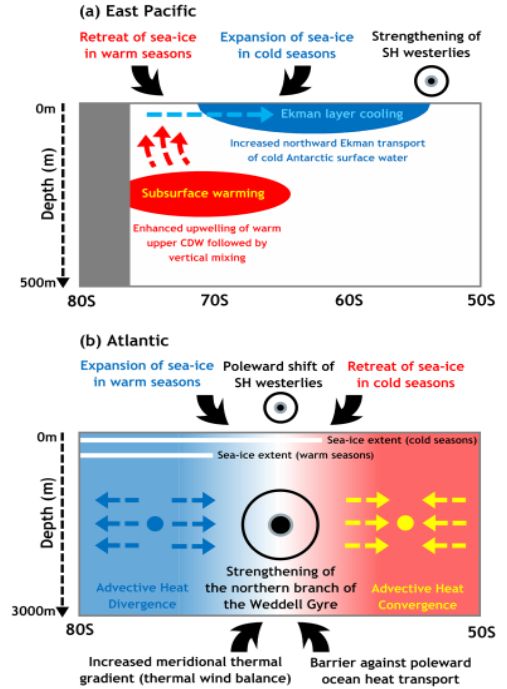 (a) East Pacific
Retreat of sea-ice
in warm seasons
Expansion of sea-ice
in cold seasons
Strengthening of
SH westerlies
0m
Ekman layer cooling
Increased northward Ekman transport
of cold Antarctic surface water
Depth (m)
Subsurface warming
Enhanced upwelling of warm
upper CDW followed by
vertical mixing
500m
80S
70S
60S
50S
(b) Atlantic
Expansion of sea-ice
in warm seasons
Poleward shift of
SH westerlies
Retreat of sea-ice
in cold seasons
0m
Sea-ice extent (cold seasons)
Sea-ice extent (warm seasons)
Depth (m)
Advective Heat
Divergence
Strengthening of
the northern branch of
the Weddell Gyre
Advective Heat
Convergence
3000m
80S
50S
Increased meridional thermal
gradient (thermal wind balance)
Barrier against poleward
ocean heat transport